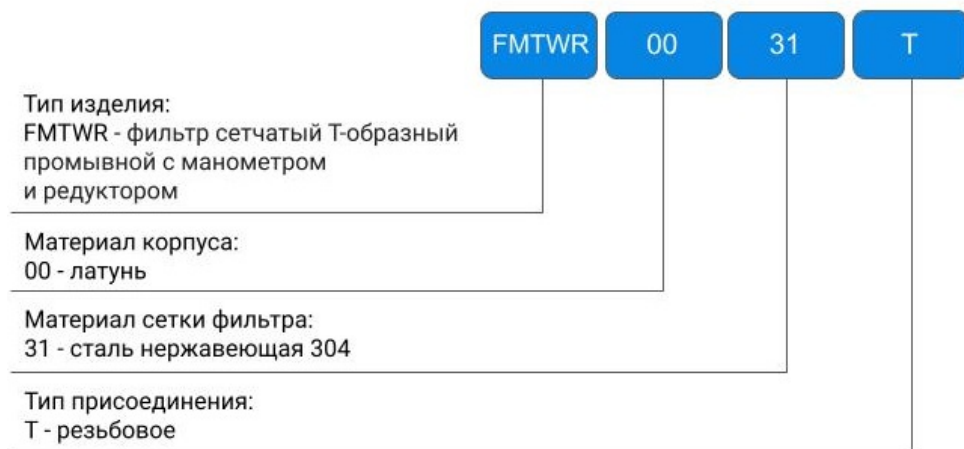 FMTWR 00 31 T
Тип изделия:
FMTWR - фильтр сетчатый Т-образный
промывной с манометром
и редуктором
Материал корпуса:
00 - латунь
Материал сетки фильтра:
31 - сталь нержавеющая 304
Тип присоединения:
Т - резьбовое